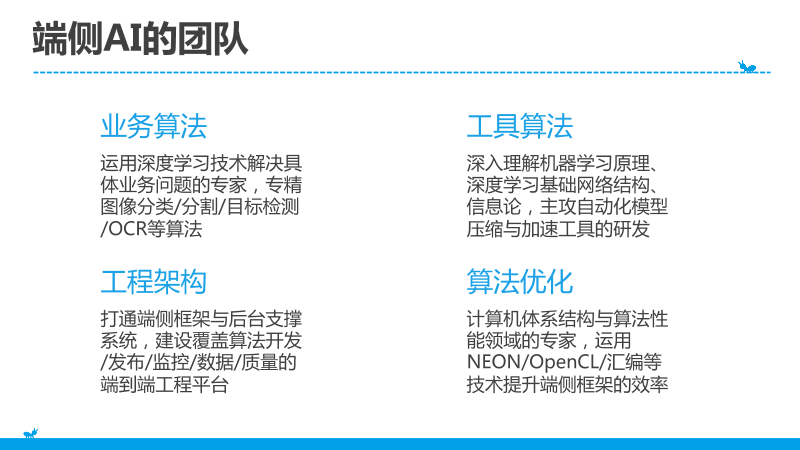 端侧AI的团队
业务算法
运用深度学习技术解决具
体业务问题的专家，专精
图像分类/分割/目标检测
/OCR等算法
工具算法
深入理解机器学习原理、
深度学习基础网络结构、
信息论，主攻自动化模型
压缩与加速工具的研发
工程架构
打通端侧框架与后台支撑
系统，建设覆盖算法开发
/发布/监控/数据/质量的
端到端工程平台
算法优化
计算机体系结构与算法性
能领域的专家，运用
NEON/OpenCL/汇编等
技术提升端侧框架的效率